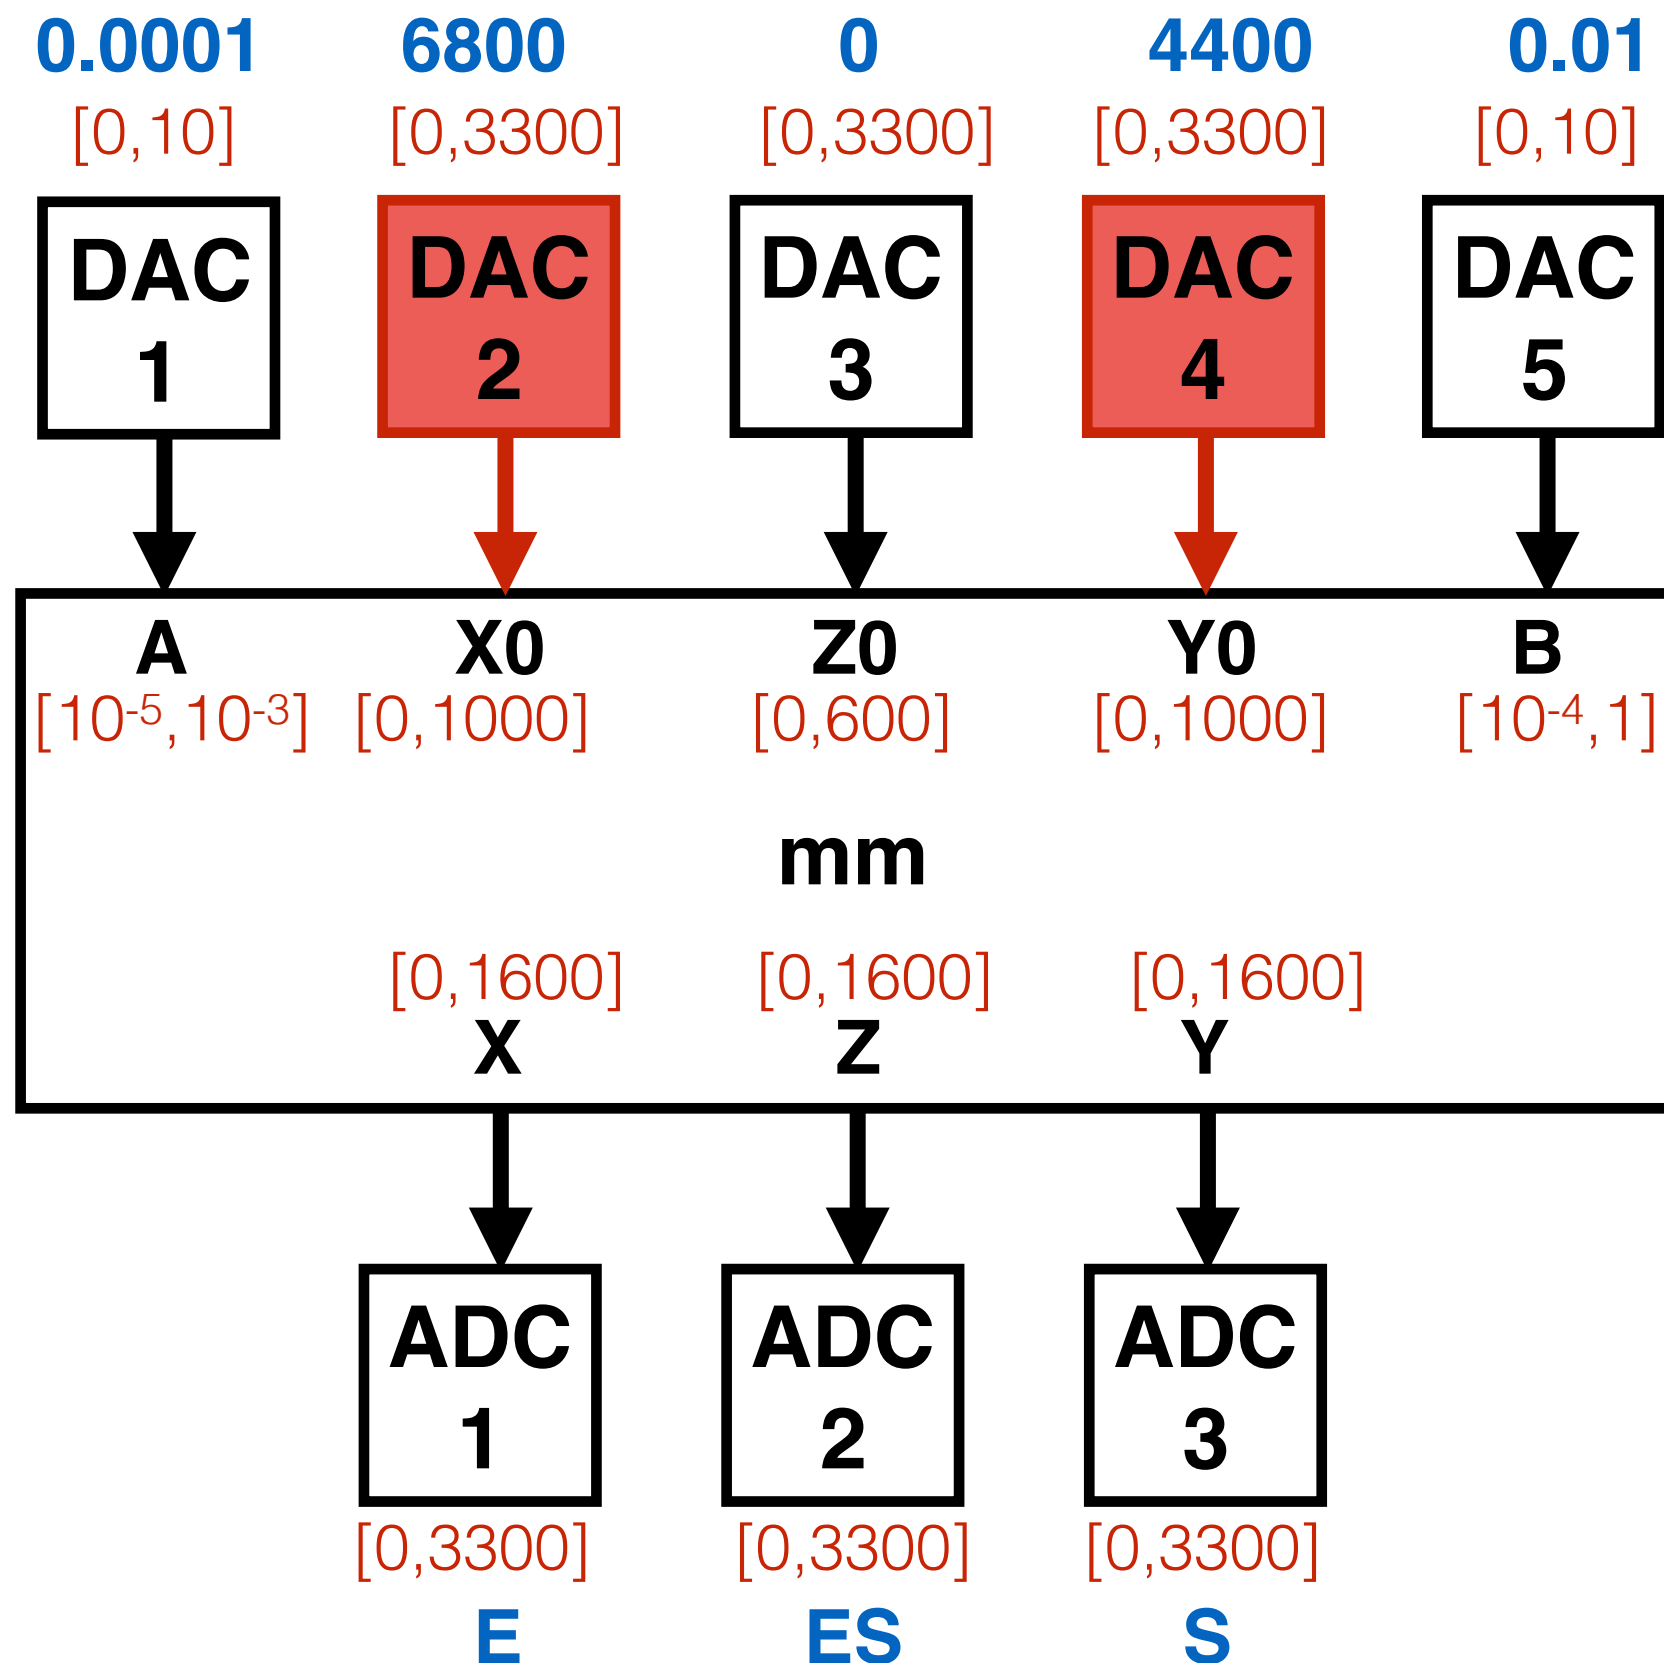 0.0001 6800 0 4400 0.01
[0,10] [0,3300] [0,3300] [0,3300] [0,10]
DAC DAC DAC DAC DAC
1 2 3 4 5
A X0 Z0 Y0 B
[10-5,10-3] [0,1000] [0,600] [0,1000] [10-4,1]
mm
[0,1600] [0,1600] [0,1600]
X Z Y
ADC ADC ADC
1 2 3
[0,3300] [0,3300] [0,3300]
E ES S